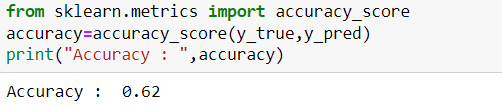 from sklearn.metrics import accuracy_score
accuracy=accuracy_score(y_true,y_pred)
print("Accuracy : ",accuracy)
Accuracy :  0.62